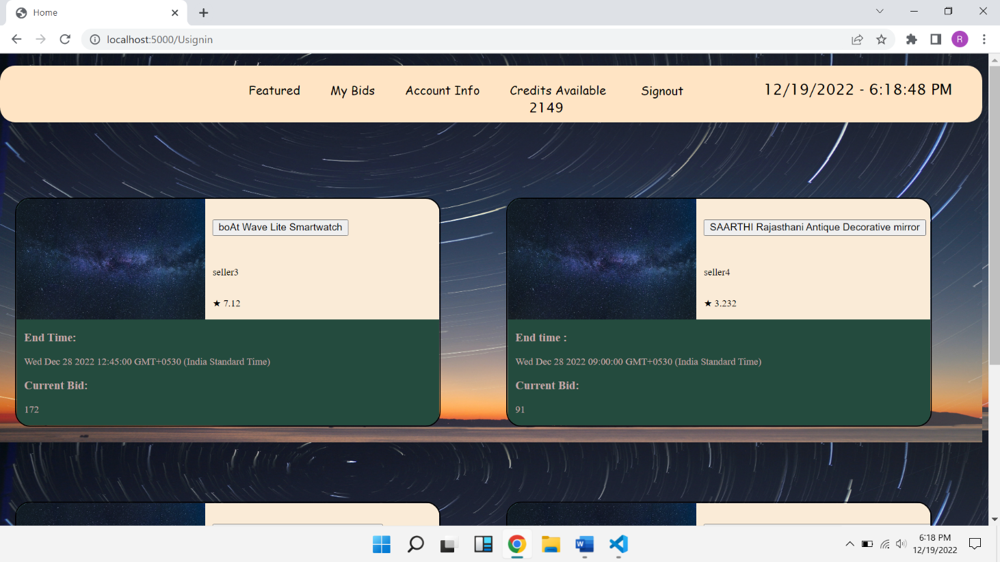 Home
localhost:5000/Usignin
R
Featured My Bids Account Info Credits Available Signout 12/19/2022 - 6:18:48 PM
2149
boAt Wave Lite Smartwatch
seller3
★ 7.12
End Time:
Wed Dec 28 2022 12:45:00 GMT+0530 (India Standard Time)
Current Bid:
172
SAARTHI Rajasthani Antique Decorative mirror
seller4
★ 3.232
End time :
Wed Dec 28 2022 09:00:00 GMT+0530 (India Standard Time)
Current Bid:
91
W
6:18 PM
12/19/2022